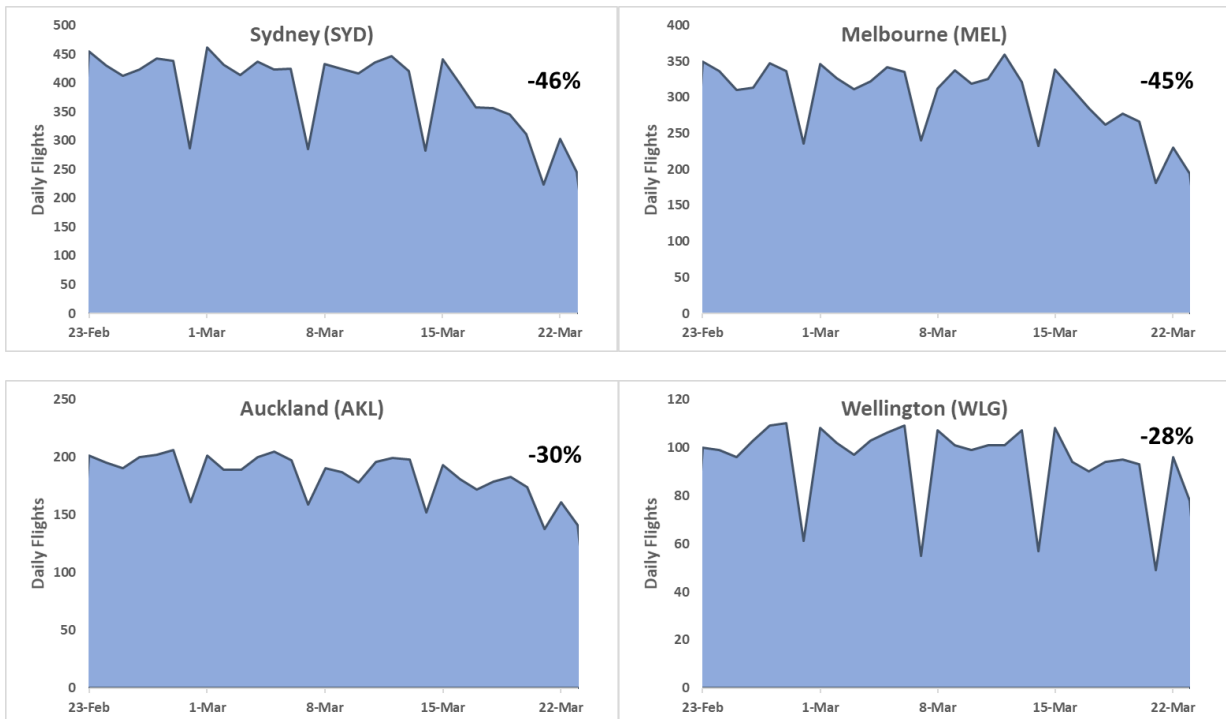 Sydney (SYD)
-46%
Daily Flights
500
450
400
350
300
250
200
150
100
50
0
23-Feb
1-Mar
8-Mar
15-Mar
22-Mar
Melbourne (MEL)
-45%
Daily Flights
400
350
300
250
200
150
100
50
0
23-Feb
1-Mar
8-Mar
15-Mar
22-Mar
Auckland (AKL)
-30%
Daily Flights
250
200
150
100
50
0
23-Feb
1-Mar
8-Mar
15-Mar
22-Mar
Wellington (WLG)
-28%
Daily Flights
120
100
80
60
40
20
0
23-Feb
1-Mar
8-Mar
15-Mar
22-Mar